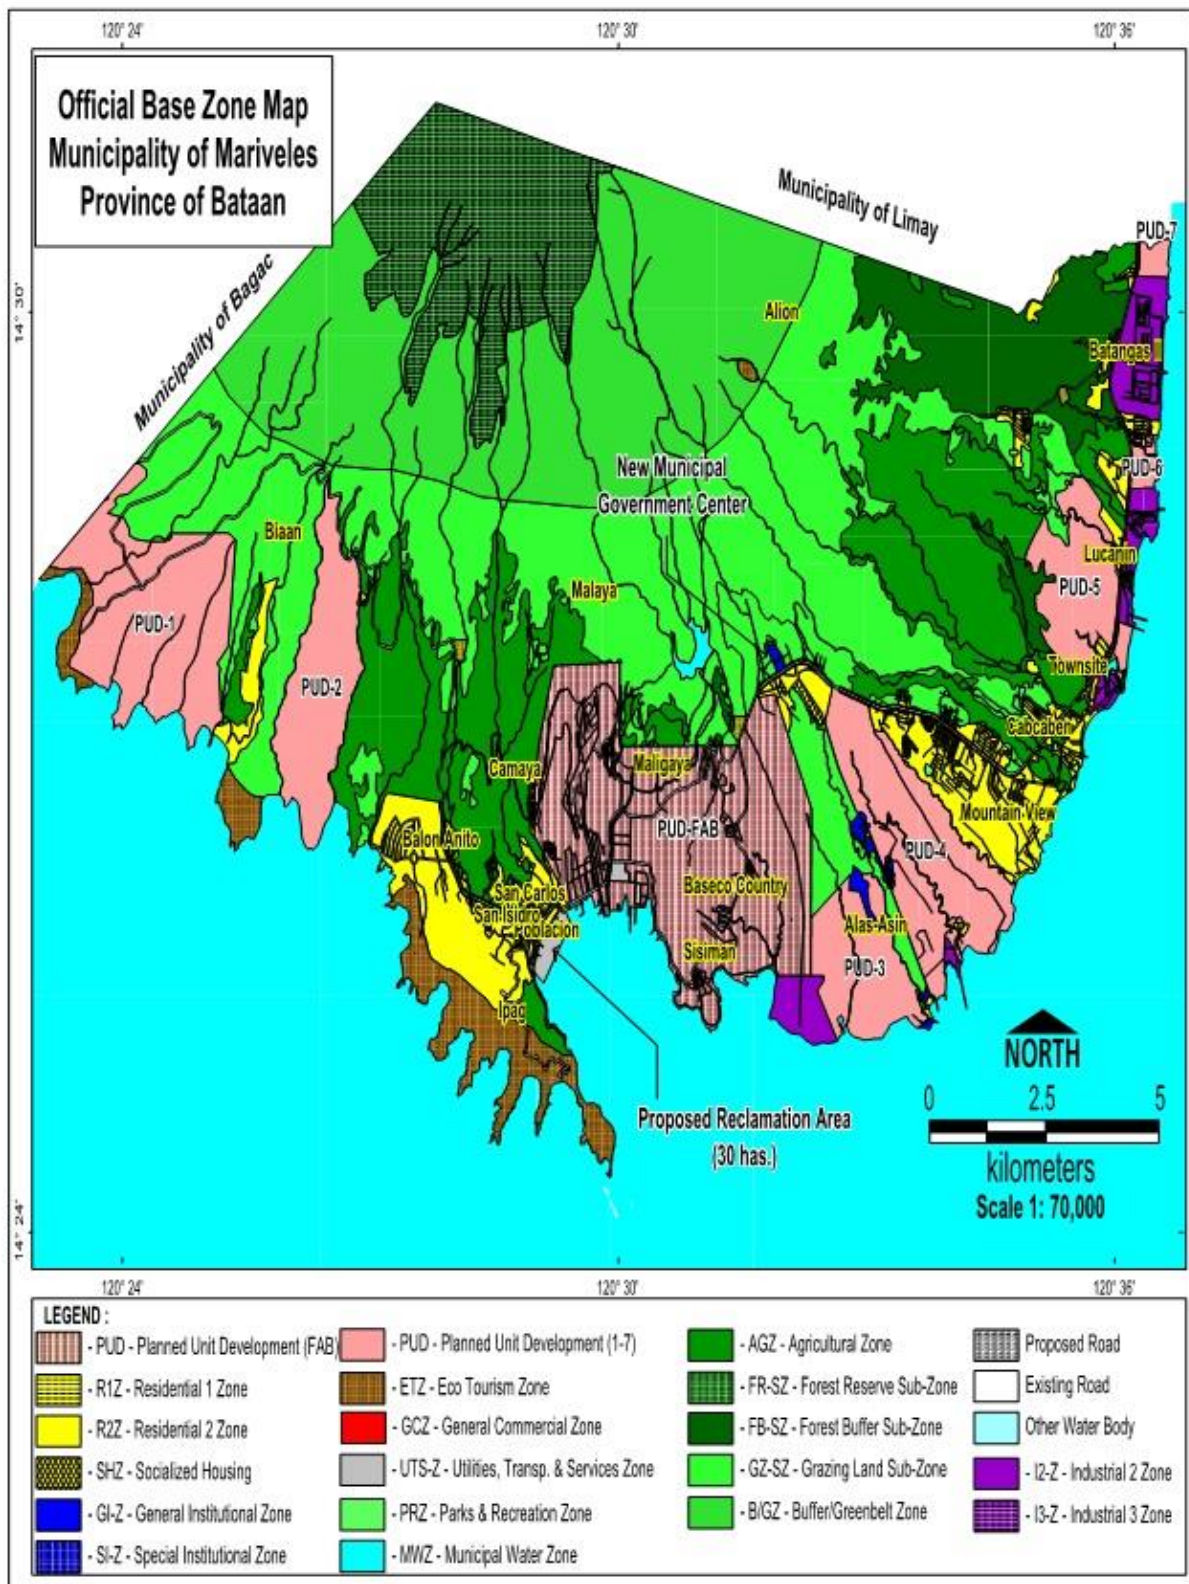 120° 24'
120° 30'
120° 36'
Official Base Zone Map
Municipality of Mariveles
Province of Bataan
Municipality of Limay
Municipality of Bagac
14° 30'
PUD-7
Alion
Batangas
New Municipal
Government Center
PUD-6
Biaan
Lucanin
Malaya
PUD-5
PUD-1
PUD-2
Townsite
Cabcaben
Camaya
Maligaya
Mountain View
PUD-FAB
Balon Anito
PUD-4
San Carlos
Baseco Country
San Isidro
Poblacion
Alas-Asin
Sisiman
PUD-3
Ipag
NORTH
Proposed Reclamation Area
(30 has.)
0 2.5 5
kilometers
Scale 1: 70,000
14° 24'
120° 24'
120° 30'
120° 36'
LEGEND :
- PUD - Planned Unit Development (FAB)
- R1Z - Residential 1 Zone
- R2Z - Residential 2 Zone
- SHZ - Socialized Housing
- GI-Z - General Institutional Zone
- SI-Z - Special Institutional Zone
- PUD - Planned Unit Development (1-7)
- ETZ - Eco Tourism Zone
- GCZ - General Commercial Zone
- UTS-Z - Utilities, Transp. & Services Zone
- PRZ - Parks & Recreation Zone
- MWZ - Municipal Water Zone
- AGZ - Agricultural Zone
- FR-SZ - Forest Reserve Sub-Zone
- FB-SZ - Forest Buffer Sub-Zone
- GZ-SZ - Grazing Land Sub-Zone
- B/GZ - Buffer/Greenbelt Zone
Proposed Road
Existing Road
Other Water Body
- I2-Z - Industrial 2 Zone
- I3-Z - Industrial 3 Zone